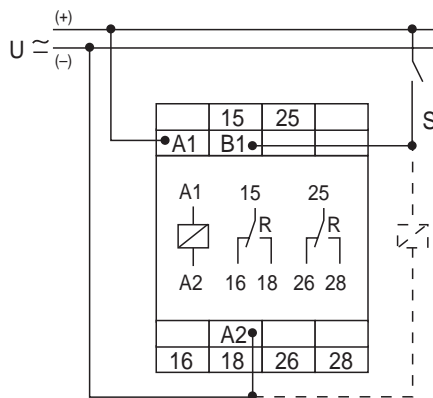 (+)
U ≃
(–)
S
15 25
A1 B1
A1 15 25
R R
A2 16 18 26 28
A2
16 18 26 28